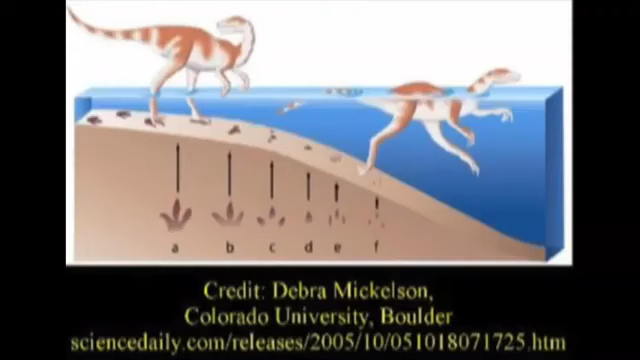 a b c d e f
Credit: Debra Mickelson,
Colorado University, Boulder
sciencedaily.com/releases/2005/10/051018071725.htm